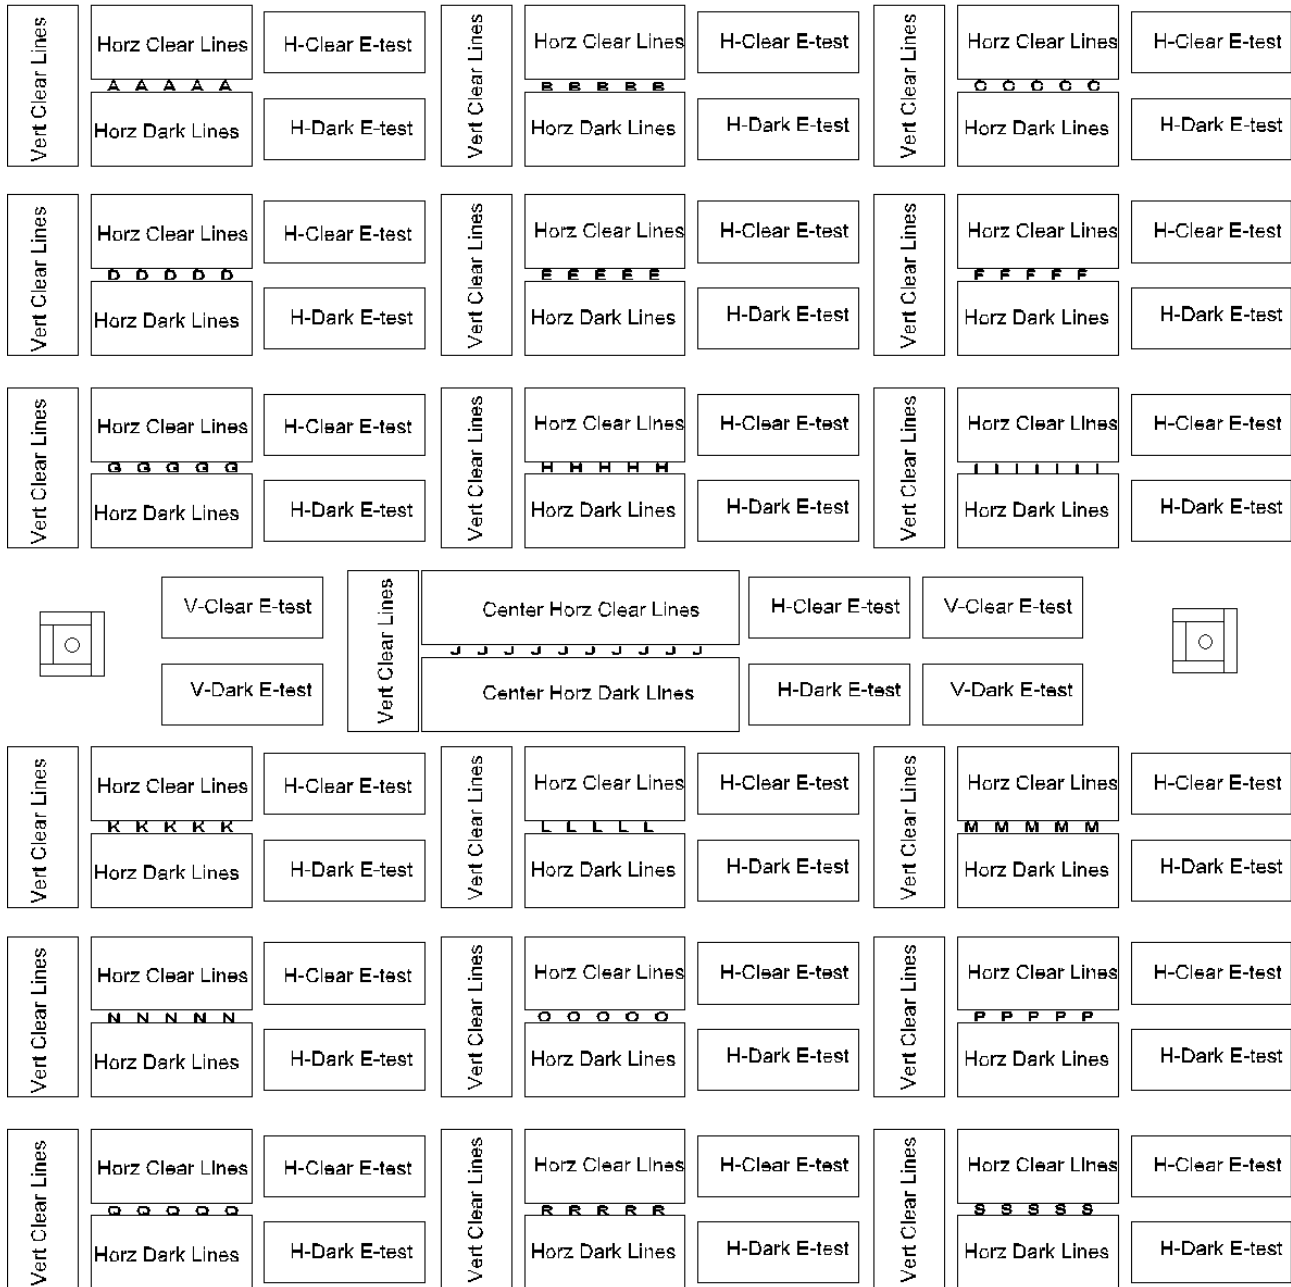 Vert Clear Lines
Horz Clear Lines
A A A A A
Horz Dark Lines
H-Clear E-test
H-Dark E-test
Vert Clear Lines
Horz Clear Lines
B B B B B
Horz Dark Lines
H-Clear E-test
H-Dark E-test
Vert Clear Lines
Horz Clear Lines
C C C C C
Horz Dark Lines
H-Clear E-test
H-Dark E-test
Vert Clear Lines
Horz Clear Lines
D D D D D
Horz Dark Lines
H-Clear E-test
H-Dark E-test
Vert Clear Lines
Horz Clear Lines
E E E E E
Horz Dark Lines
H-Clear E-test
H-Dark E-test
Vert Clear Lines
Horz Clear Lines
F F F F F
Horz Dark Lines
H-Clear E-test
H-Dark E-test
Vert Clear Lines
Horz Clear Lines
G G G G G
Horz Dark Lines
H-Clear E-test
H-Dark E-test
Vert Clear Lines
Horz Clear Lines
H H H H H
Horz Dark Lines
H-Clear E-test
H-Dark E-test
Vert Clear Lines
Horz Clear Lines
I I I I I I I
Horz Dark Lines
H-Clear E-test
H-Dark E-test
V-Clear E-test
V-Dark E-test
Vert Clear Lines
Center Horz Clear Lines
J J J J J J J J J J
Center Horz Dark Lines
H-Clear E-test
H-Dark E-test
V-Clear E-test
V-Dark E-test
Vert Clear Lines
Horz Clear Lines
K K K K K
Horz Dark Lines
H-Clear E-test
H-Dark E-test
Vert Clear Lines
Horz Clear Lines
L L L L L
Horz Dark Lines
H-Clear E-test
H-Dark E-test
Vert Clear Lines
Horz Clear Lines
M M M M M
Horz Dark Lines
H-Clear E-test
H-Dark E-test
Vert Clear Lines
Horz Clear Lines
N N N N N
Horz Dark Lines
H-Clear E-test
H-Dark E-test
Vert Clear Lines
Horz Clear Lines
O O O O O
Horz Dark Lines
H-Clear E-test
H-Dark E-test
Vert Clear Lines
Horz Clear Lines
P P P P P
Horz Dark Lines
H-Clear E-test
H-Dark E-test
Vert Clear Lines
Horz Clear Lines
Q Q Q Q Q
Horz Dark Lines
H-Clear E-test
H-Dark E-test
Vert Clear Lines
Horz Clear Lines
R R R R R
Horz Dark Lines
H-Clear E-test
H-Dark E-test
Vert Clear Lines
Horz Clear Lines
S S S S S
Horz Dark Lines
H-Clear E-test
H-Dark E-test